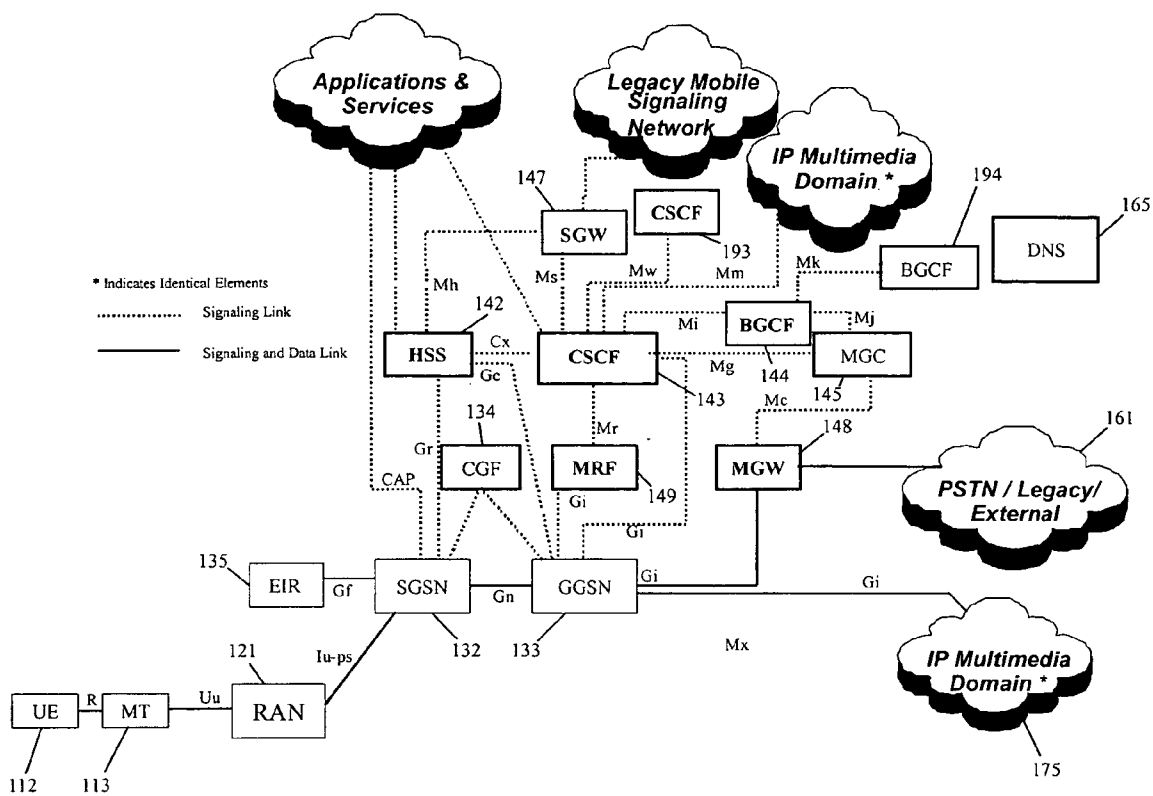 Applications &
Services
Legacy Mobile
Signaling
Network
IP Multimedia
Domain *
147
SGW
CSCF
193
194
BGCF
165
DNS
* Indicates Identical Elements
Signaling Link
Signaling and Data Link
Mh
Ms
Mw
Mm
Mk
142
HSS
Cx
Gc
CSCF
143
Mi
BGCF
144
Mj
Mg
MGC
145
Mc
134
CGF
Gr
CAP
Mr
MRF
149
Gi
Gi
148
MGW
161
PSTN / Legacy/
External
135
EIR
Gf
SGSN
132
Gn
GGSN
133
Gi
Gi
Mx
IP Multimedia
Domain *
175
Iu-ps
121
RAN
Uu
MT
113
R
UE
112